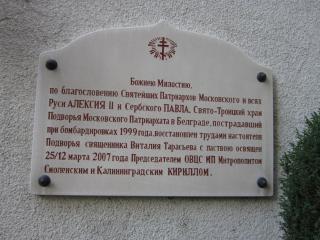 Божиею Милостию,
по благословению Святейших Патриархов Московского и всея
Руси АЛЕКСИЯ II и Сербского ПАВЛА, Свято-Троицкий храм
Подворья Московского Патриархата в Белграде, пострадавший
при бомбардировках 1999 года, восстановлен трудами настоятеля
Подворья священника Виталия Тарасьева с паствою освящен
25/12 марта 2007 года Председателем ОВЦС МП Митрополитом
Смоленским и Калининградским КИРИЛЛОМ.